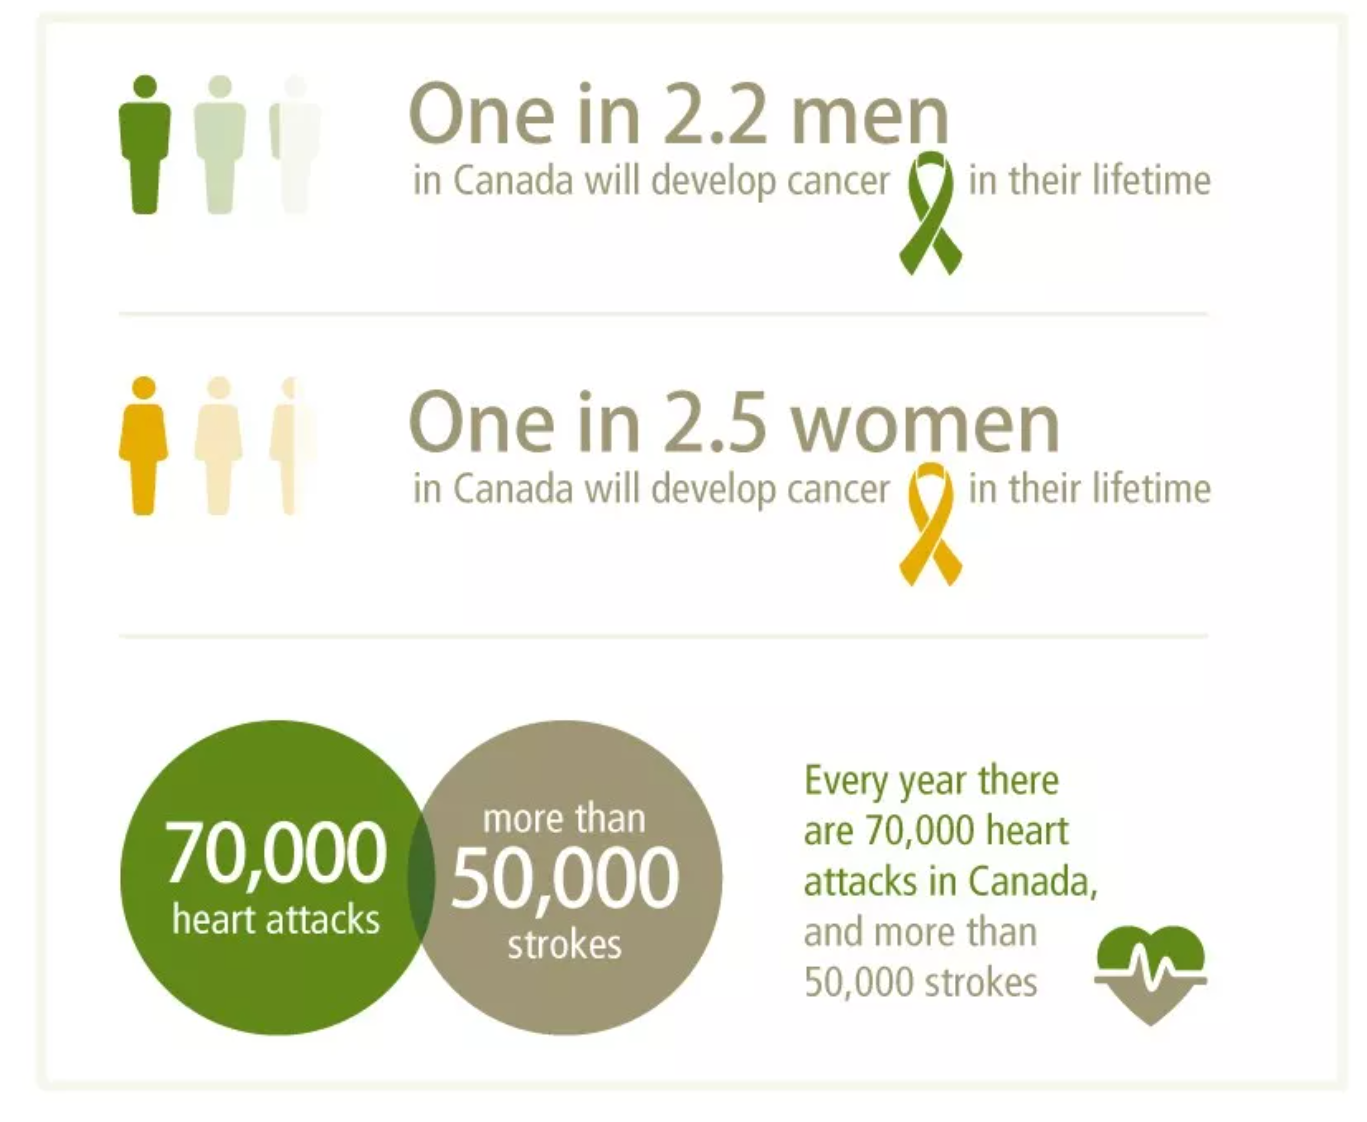 One in 2.2 men
in Canada will develop cancer in their lifetime
One in 2.5 women
in Canada will develop cancer in their lifetime
70,000
heart attacks
more than
50,000
strokes
Every year there
are 70,000 heart
attacks in Canada,
and more than
50,000 strokes